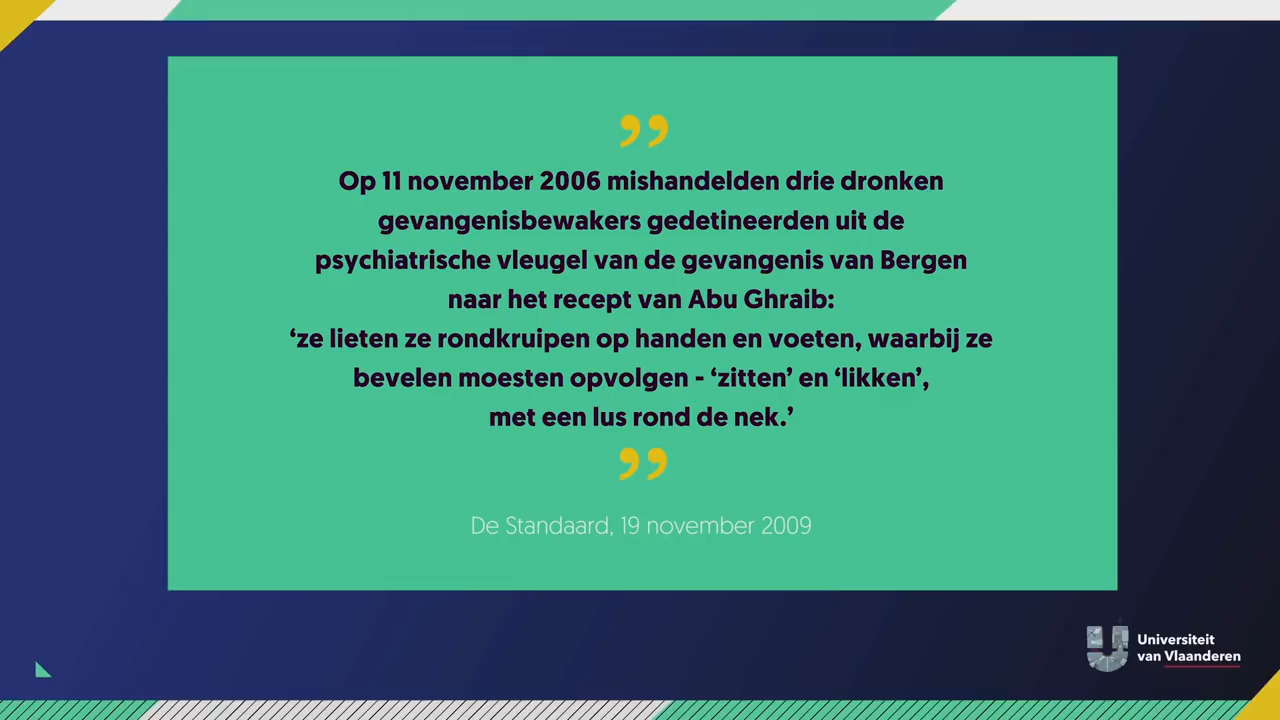 ”
Op 11 november 2006 mishandelden drie dronken
gevangenisbewakers gedetineerden uit de
psychiatrische vleugel van de gevangenis van Bergen
naar het recept van Abu Ghraib:
‘ze lieten ze rondkruipen op handen en voeten, waarbij ze
bevelen moesten opvolgen - ‘zitten’ en ‘likken’,
met een lus rond de nek.’
”
De Standaard, 19 november 2009
Universiteit
van Vlaanderen